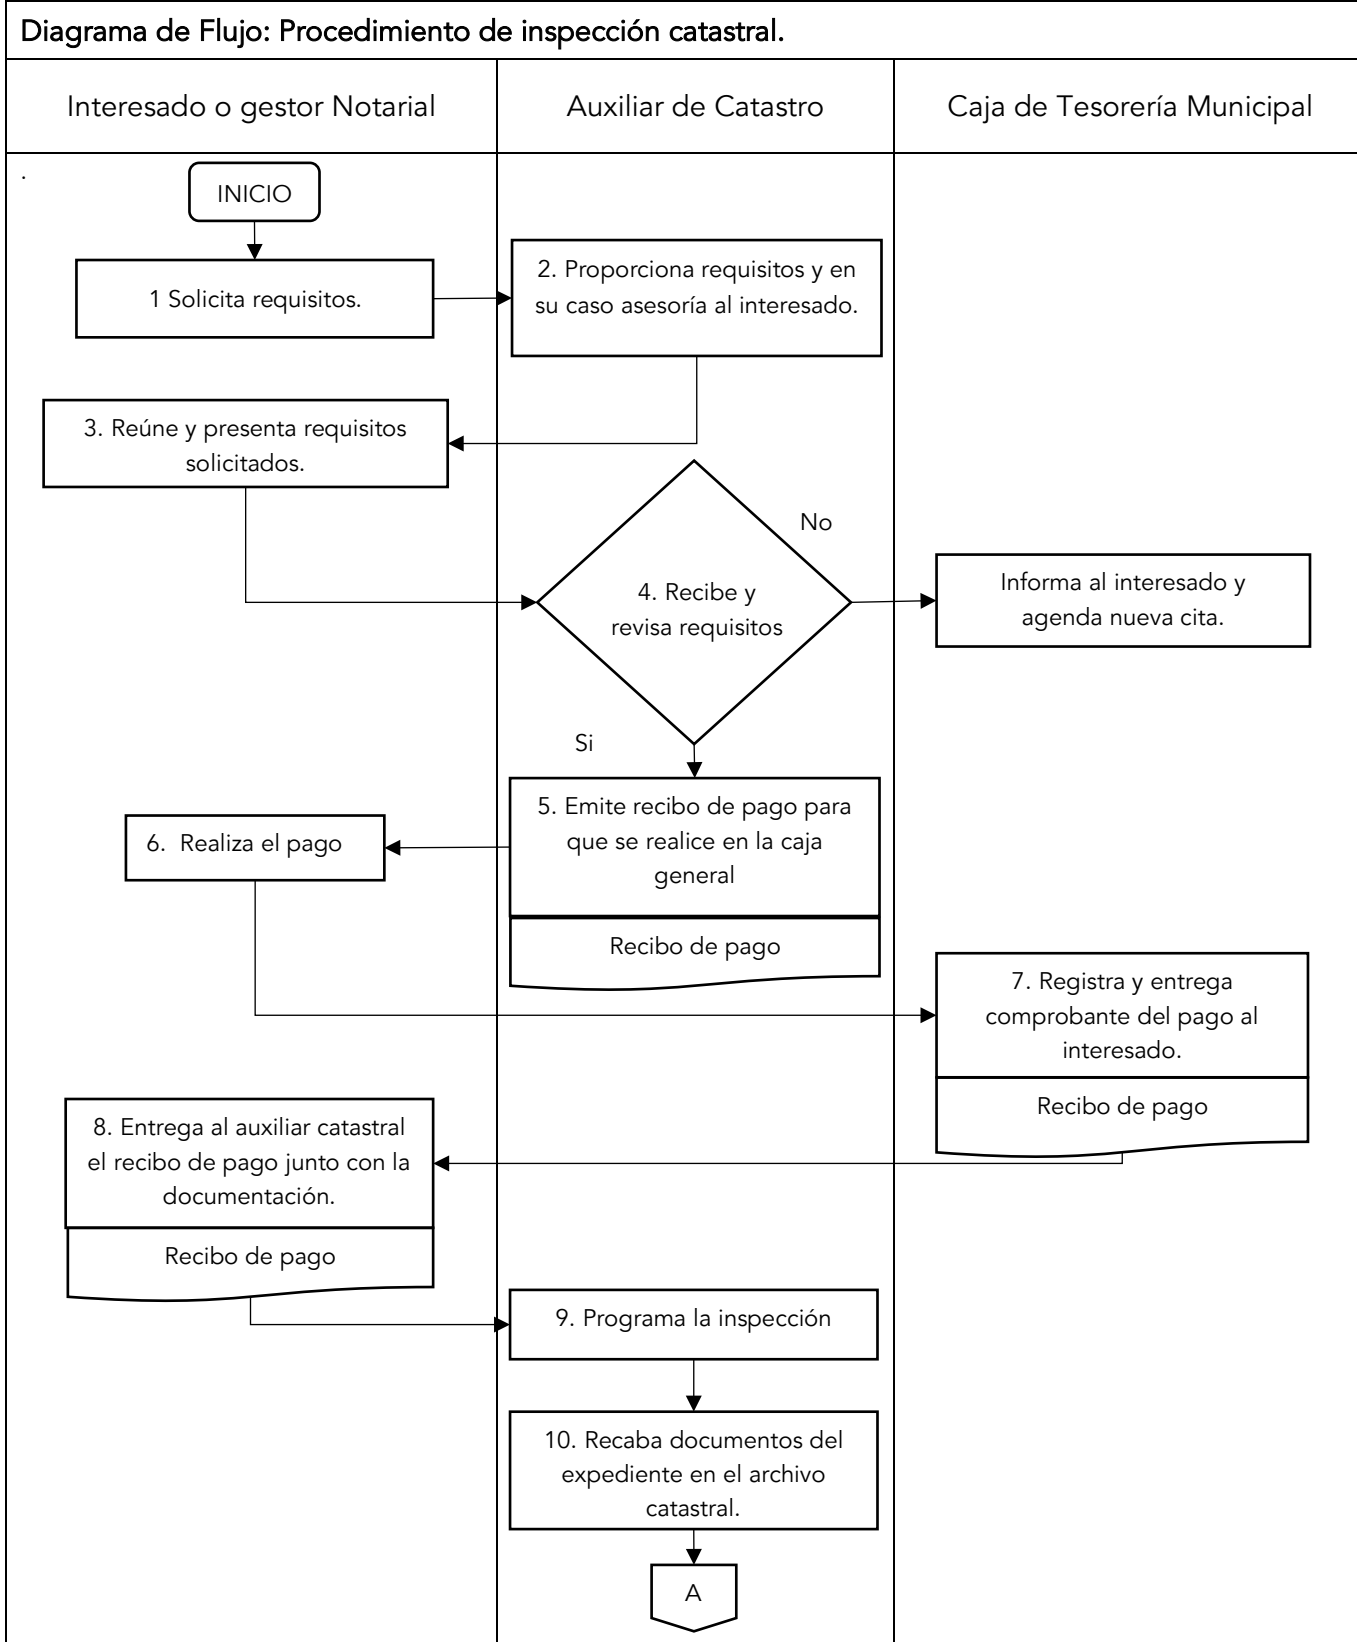 Diagrama de Flujo: Procedimiento de inspección catastral.
Interesado o gestor Notarial
Auxiliar de Catastro
Caja de Tesorería Municipal
.
INICIO
1 Solicita requisitos.
2. Proporciona requisitos y en
su caso asesoría al interesado.
3. Reúne y presenta requisitos
solicitados.
No
4. Recibe y
revisa requisitos
Informa al interesado y
agenda nueva cita.
Si
5. Emite recibo de pago para
que se realice en la caja
general
Recibo de pago
6. Realiza el pago
7. Registra y entrega
comprobante del pago al
interesado.
Recibo de pago
8. Entrega al auxiliar catastral
el recibo de pago junto con la
documentación.
Recibo de pago
9. Programa la inspección
10. Recaba documentos del
expediente en el archivo
catastral.
A